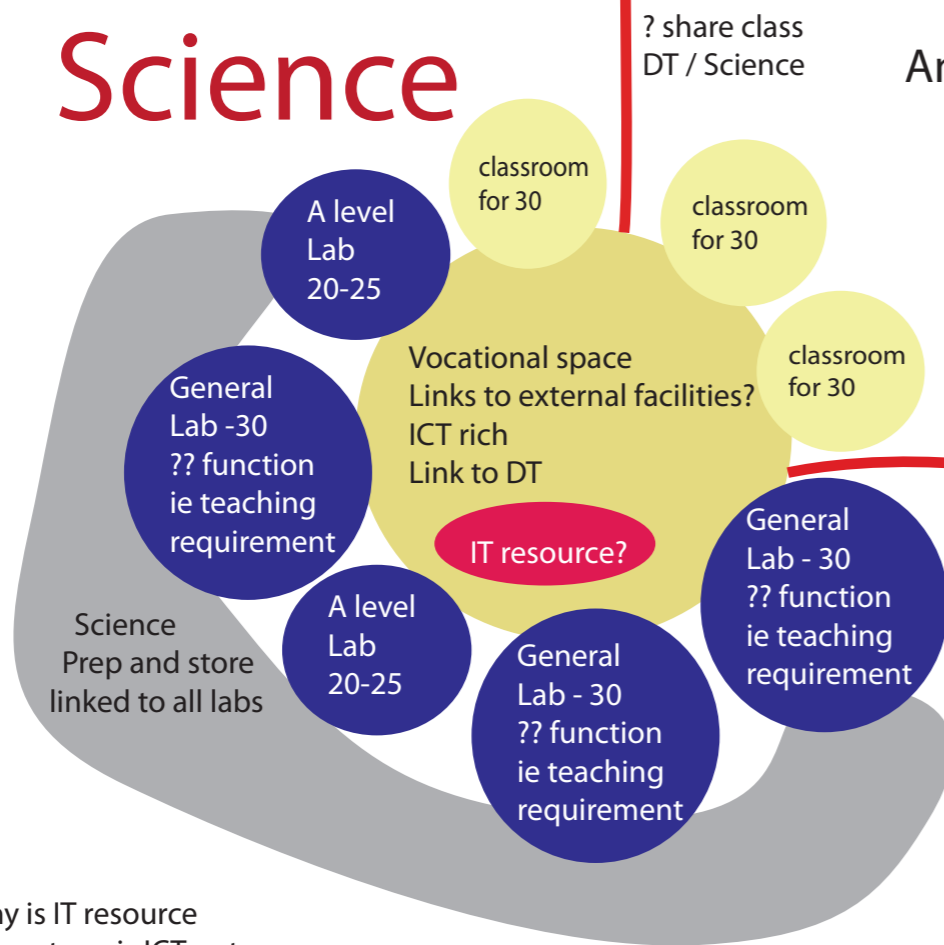 Science
? share class
DT / Science
classroom
for 30
A level
Lab
20-25
classroom
for 30
classroom
for 30
Vocational space
Links to external facilities?
ICT rich
Link to DT
General
Lab -30
?? function
ie teaching
requirement
IT resource?
General
Lab - 30
?? function
ie teaching
requirement
A level
Lab
20-25
Science
Prep and store
linked to all labs
General
Lab - 30
?? function
ie teaching
requirement
is IT resource